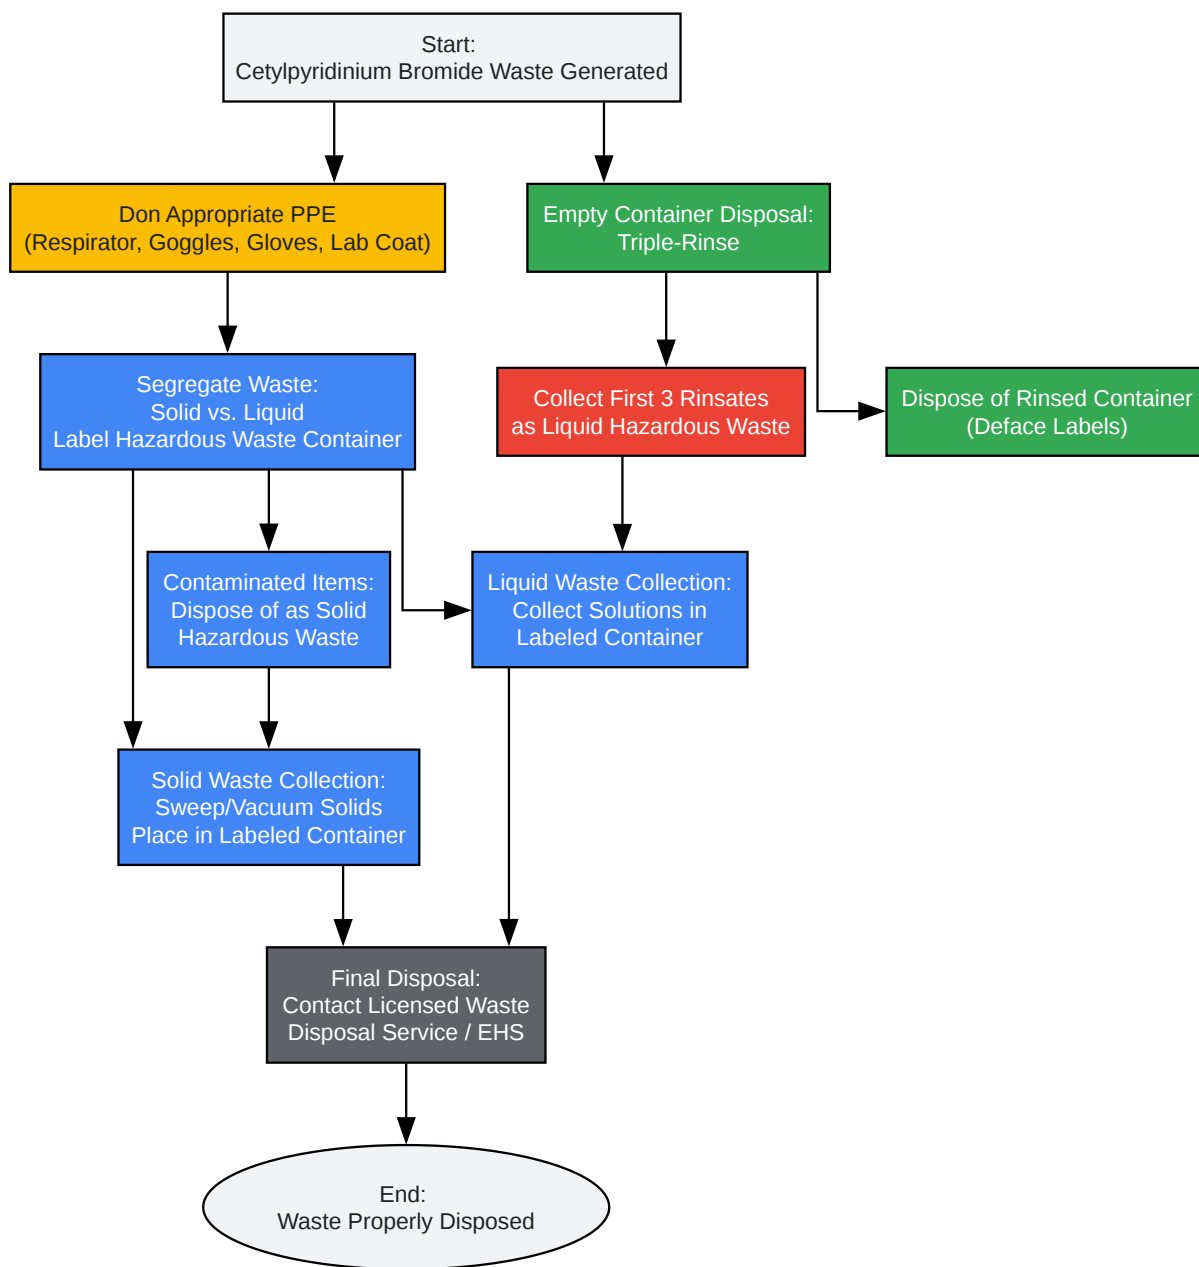 Start:
Cetylpyridinium Bromide Waste Generated
Don Appropriate PPE
(Respirator, Goggles, Gloves, Lab Coat)
Empty Container Disposal:
Triple-Rinse
Segregate Waste:
Solid vs. Liquid
Label Hazardous Waste Container
Collect First 3 Rinsates
as Liquid Hazardous Waste
Dispose of Rinsed Container
(Deface Labels)
Contaminated Items:
Dispose of as Solid
Hazardous Waste
Liquid Waste Collection:
Collect Solutions in
Labeled Container
Solid Waste Collection:
Sweep/Vacuum Solids
Place in Labeled Container
Final Disposal:
Contact Licensed Waste
Disposal Service / EHS
End:
Waste Properly Disposed